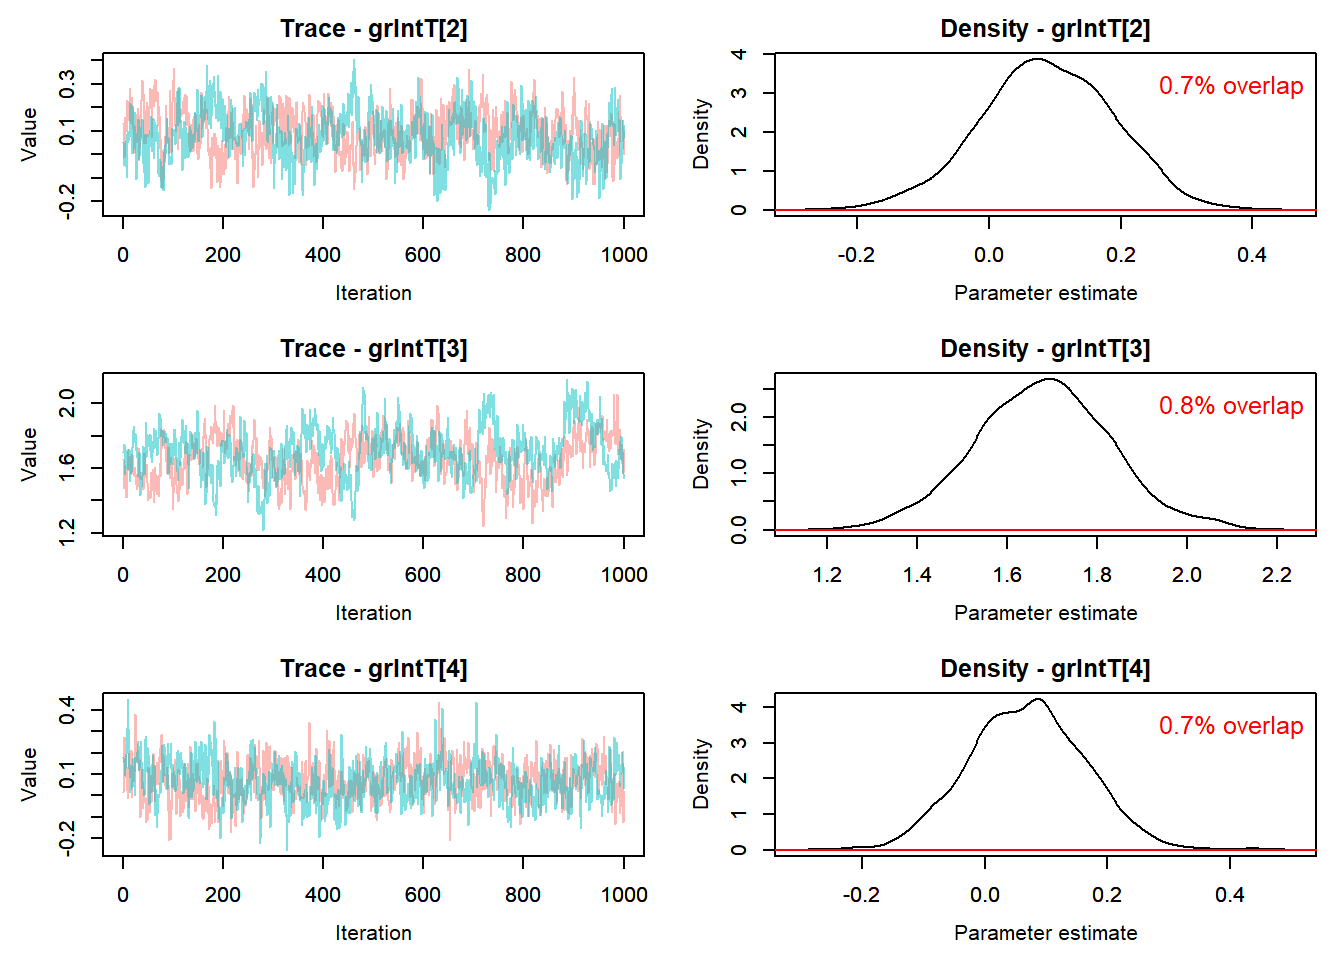 Trace - grIntT[2]
Value
-0.2 0.1 0.3
0 200 400 600 800 1000
Iteration
Density - grIntT[2]
Density
0 1 2 3 4
0.7% overlap
-0.2 0.0 0.2 0.4
Parameter estimate
Trace - grIntT[3]
Value
1.2 1.6 2.0
0 200 400 600 800 1000
Iteration
Density - grIntT[3]
Density
0.0 1.0 2.0
0.8% overlap
1.2 1.4 1.6 1.8 2.0 2.2
Parameter estimate
Trace - grIntT[4]
Value
-0.2 0.1 0.4
0 200 400 600 800 1000
Iteration
Density - grIntT[4]
Density
0 1 2 3 4
0.7% overlap
-0.2 0.0 0.2 0.4
Parameter estimate